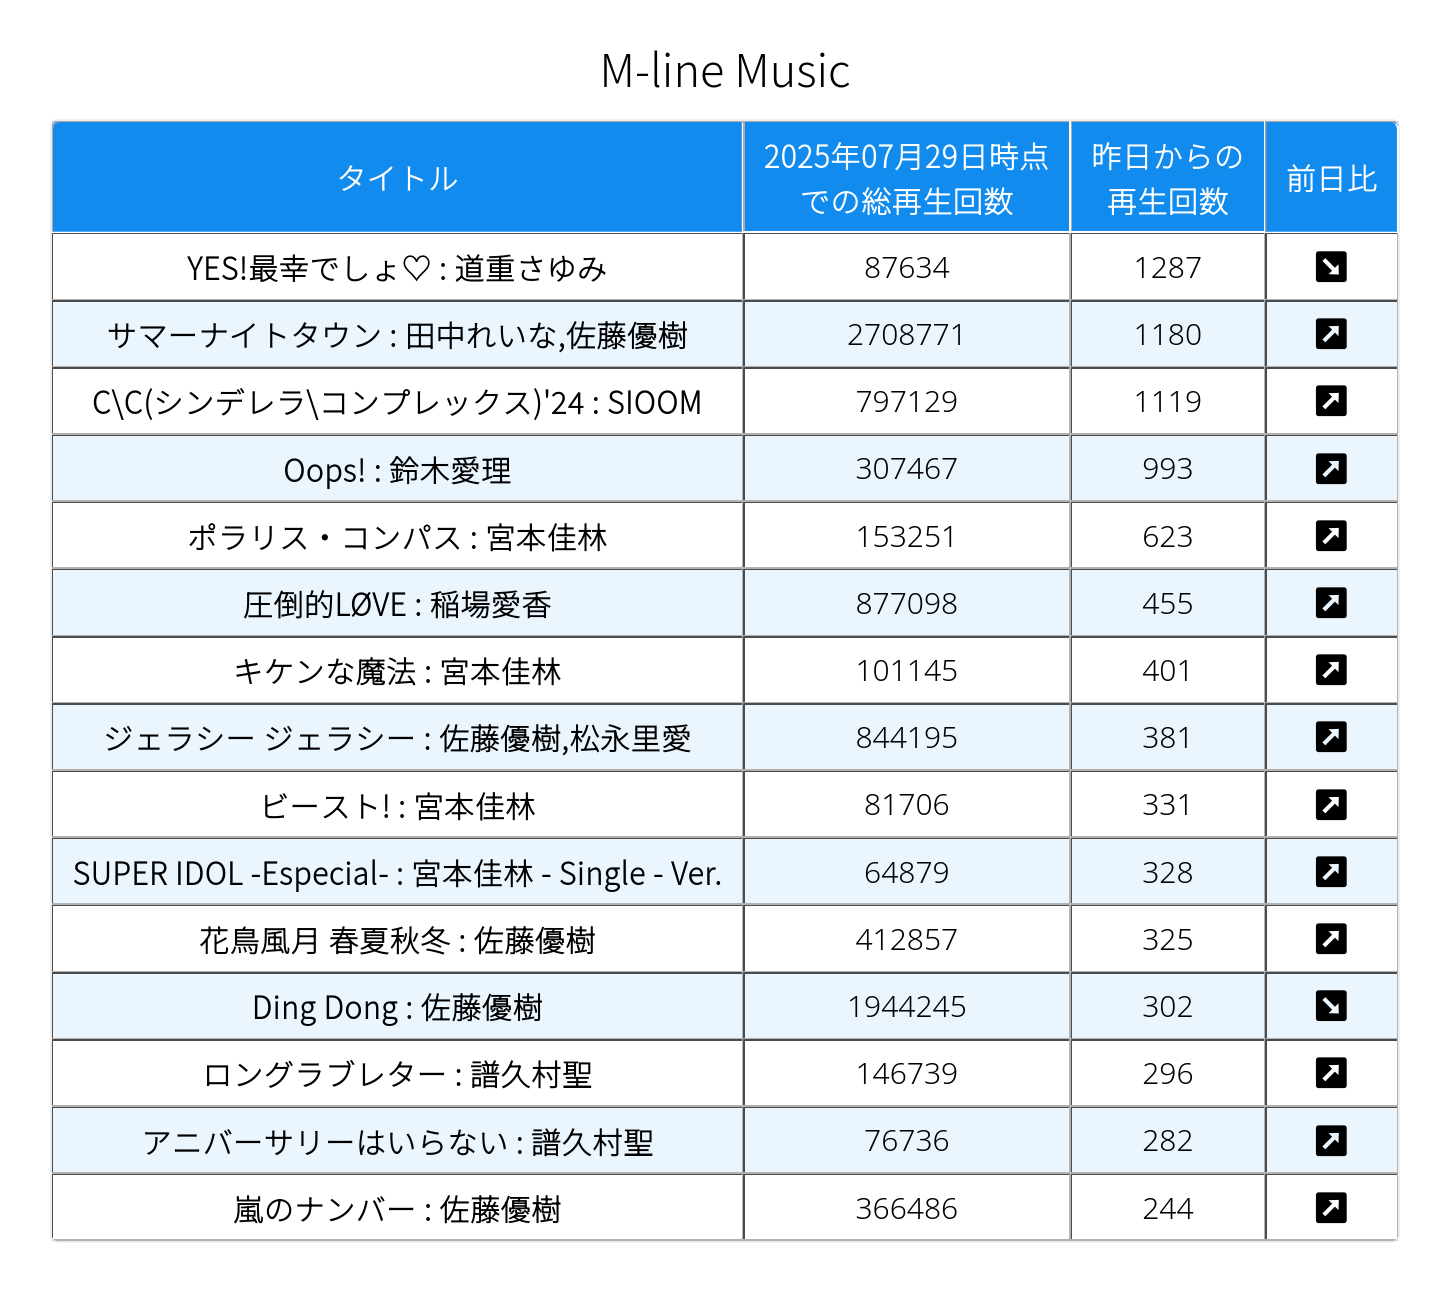 M-line Music
タイトル 2025年07月29日時点での総再生回数 昨日からの再生回数 前日比
YES!最幸でしょ♡ : 道重さゆみ 87634 1287 ↘
サマーナイトタウン : 田中れいな,佐藤優樹 2708771 1180 ↗
C\C(シンデレラ\コンプレックス)'24 : SIOOM 797129 1119 ↗
Oops! : 鈴木愛理 307467 993 ↗
ポラリス・コンパス : 宮本佳林 153251 623 ↗
圧倒的LØVE : 稲場愛香 877098 455 ↗
キケンな魔法 : 宮本佳林 101145 401 ↗
ジェラシー ジェラシー : 佐藤優樹,松永里愛 844195 381 ↗
ビースト! : 宮本佳林 81706 331 ↗
SUPER IDOL -Especial- : 宮本佳林 - Single - Ver. 64879 328 ↗
花鳥風月 春夏秋冬 : 佐藤優樹 412857 325 ↗
Ding Dong : 佐藤優樹 1944245 302 ↘
ロングラブレター : 譜久村聖 146739 296 ↗
アニバーサリーはいらない : 譜久村聖 76736 282 ↗
嵐のナンバー : 佐藤優樹 366486 244 ↗